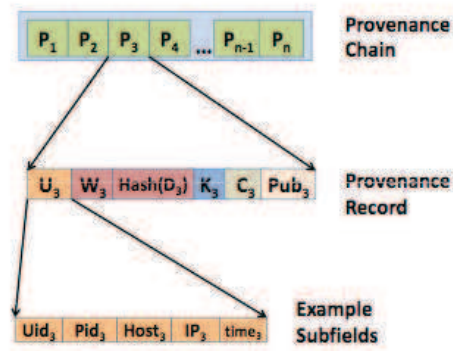 P₁ P₂ P₃ P₄ ... Pₙ₋₁ Pₙ
Provenance
Chain
U₃ W₃ Hash(D₃) K₃ C₃ Pub₃
Provenance
Record
Uid₃ Pid₃ Host₃ IP₃ time₃
Example
Subfields